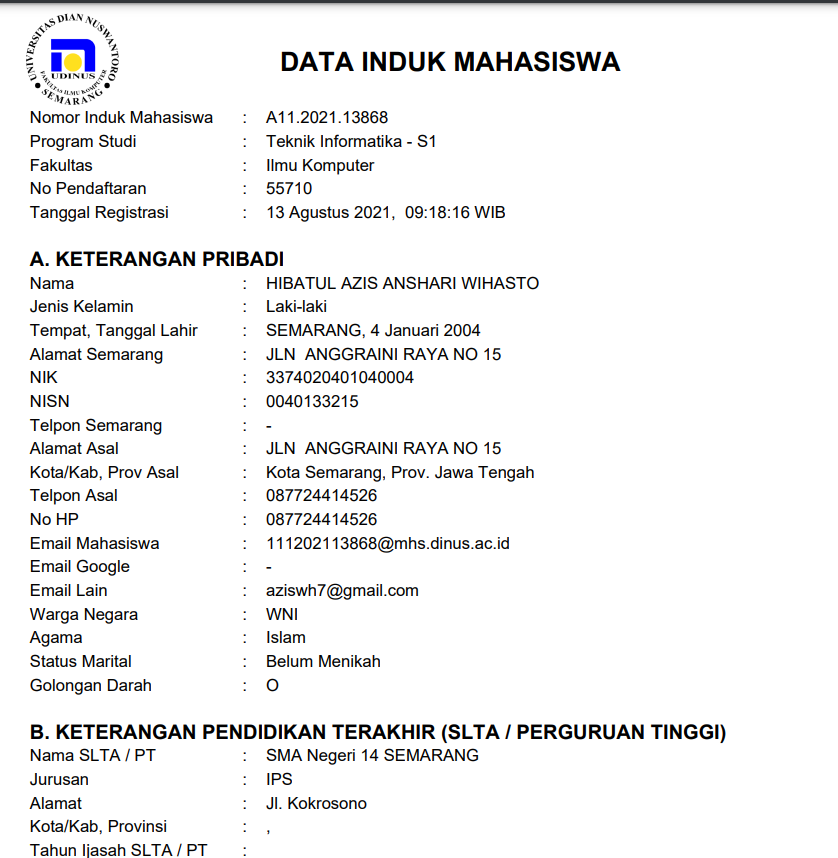 UNIVERSITAS DIAN NUSWANTORO
UDINUS
FAKULTAS ILMU KOMPUTER
SEMARANG
DATA INDUK MAHASISWA
Nomor Induk Mahasiswa : A11.2021.13868
Program Studi : Teknik Informatika - S1
Fakultas : Ilmu Komputer
No Pendaftaran : 55710
Tanggal Registrasi : 13 Agustus 2021, 09:18:16 WIB
A. KETERANGAN PRIBADI
Nama : HIBATUL AZIS ANSHARI WIHASTO
Jenis Kelamin : Laki-laki
Tempat, Tanggal Lahir : SEMARANG, 4 Januari 2004
Alamat Semarang : JLN ANGGRAINI RAYA NO 15
NIK : 3374020401040004
NISN : 0040133215
Telpon Semarang : -
Alamat Asal : JLN ANGGRAINI RAYA NO 15
Kota/Kab, Prov Asal : Kota Semarang, Prov. Jawa Tengah
Telpon Asal : 087724414526
No HP : 087724414526
Email Mahasiswa : 111202113868@mhs.dinus.ac.id
Email Google : -
Email Lain : aziswh7@gmail.com
Warga Negara : WNI
Agama : Islam
Status Marital : Belum Menikah
Golongan Darah : O
B. KETERANGAN PENDIDIKAN TERAKHIR (SLTA / PERGURUAN TINGGI)
Nama SLTA / PT : SMA Negeri 14 SEMARANG
Jurusan : IPS
Alamat : Jl. Kokrosono
Kota/Kab, Provinsi : ,
Tahun Ijasah SLTA / PT :